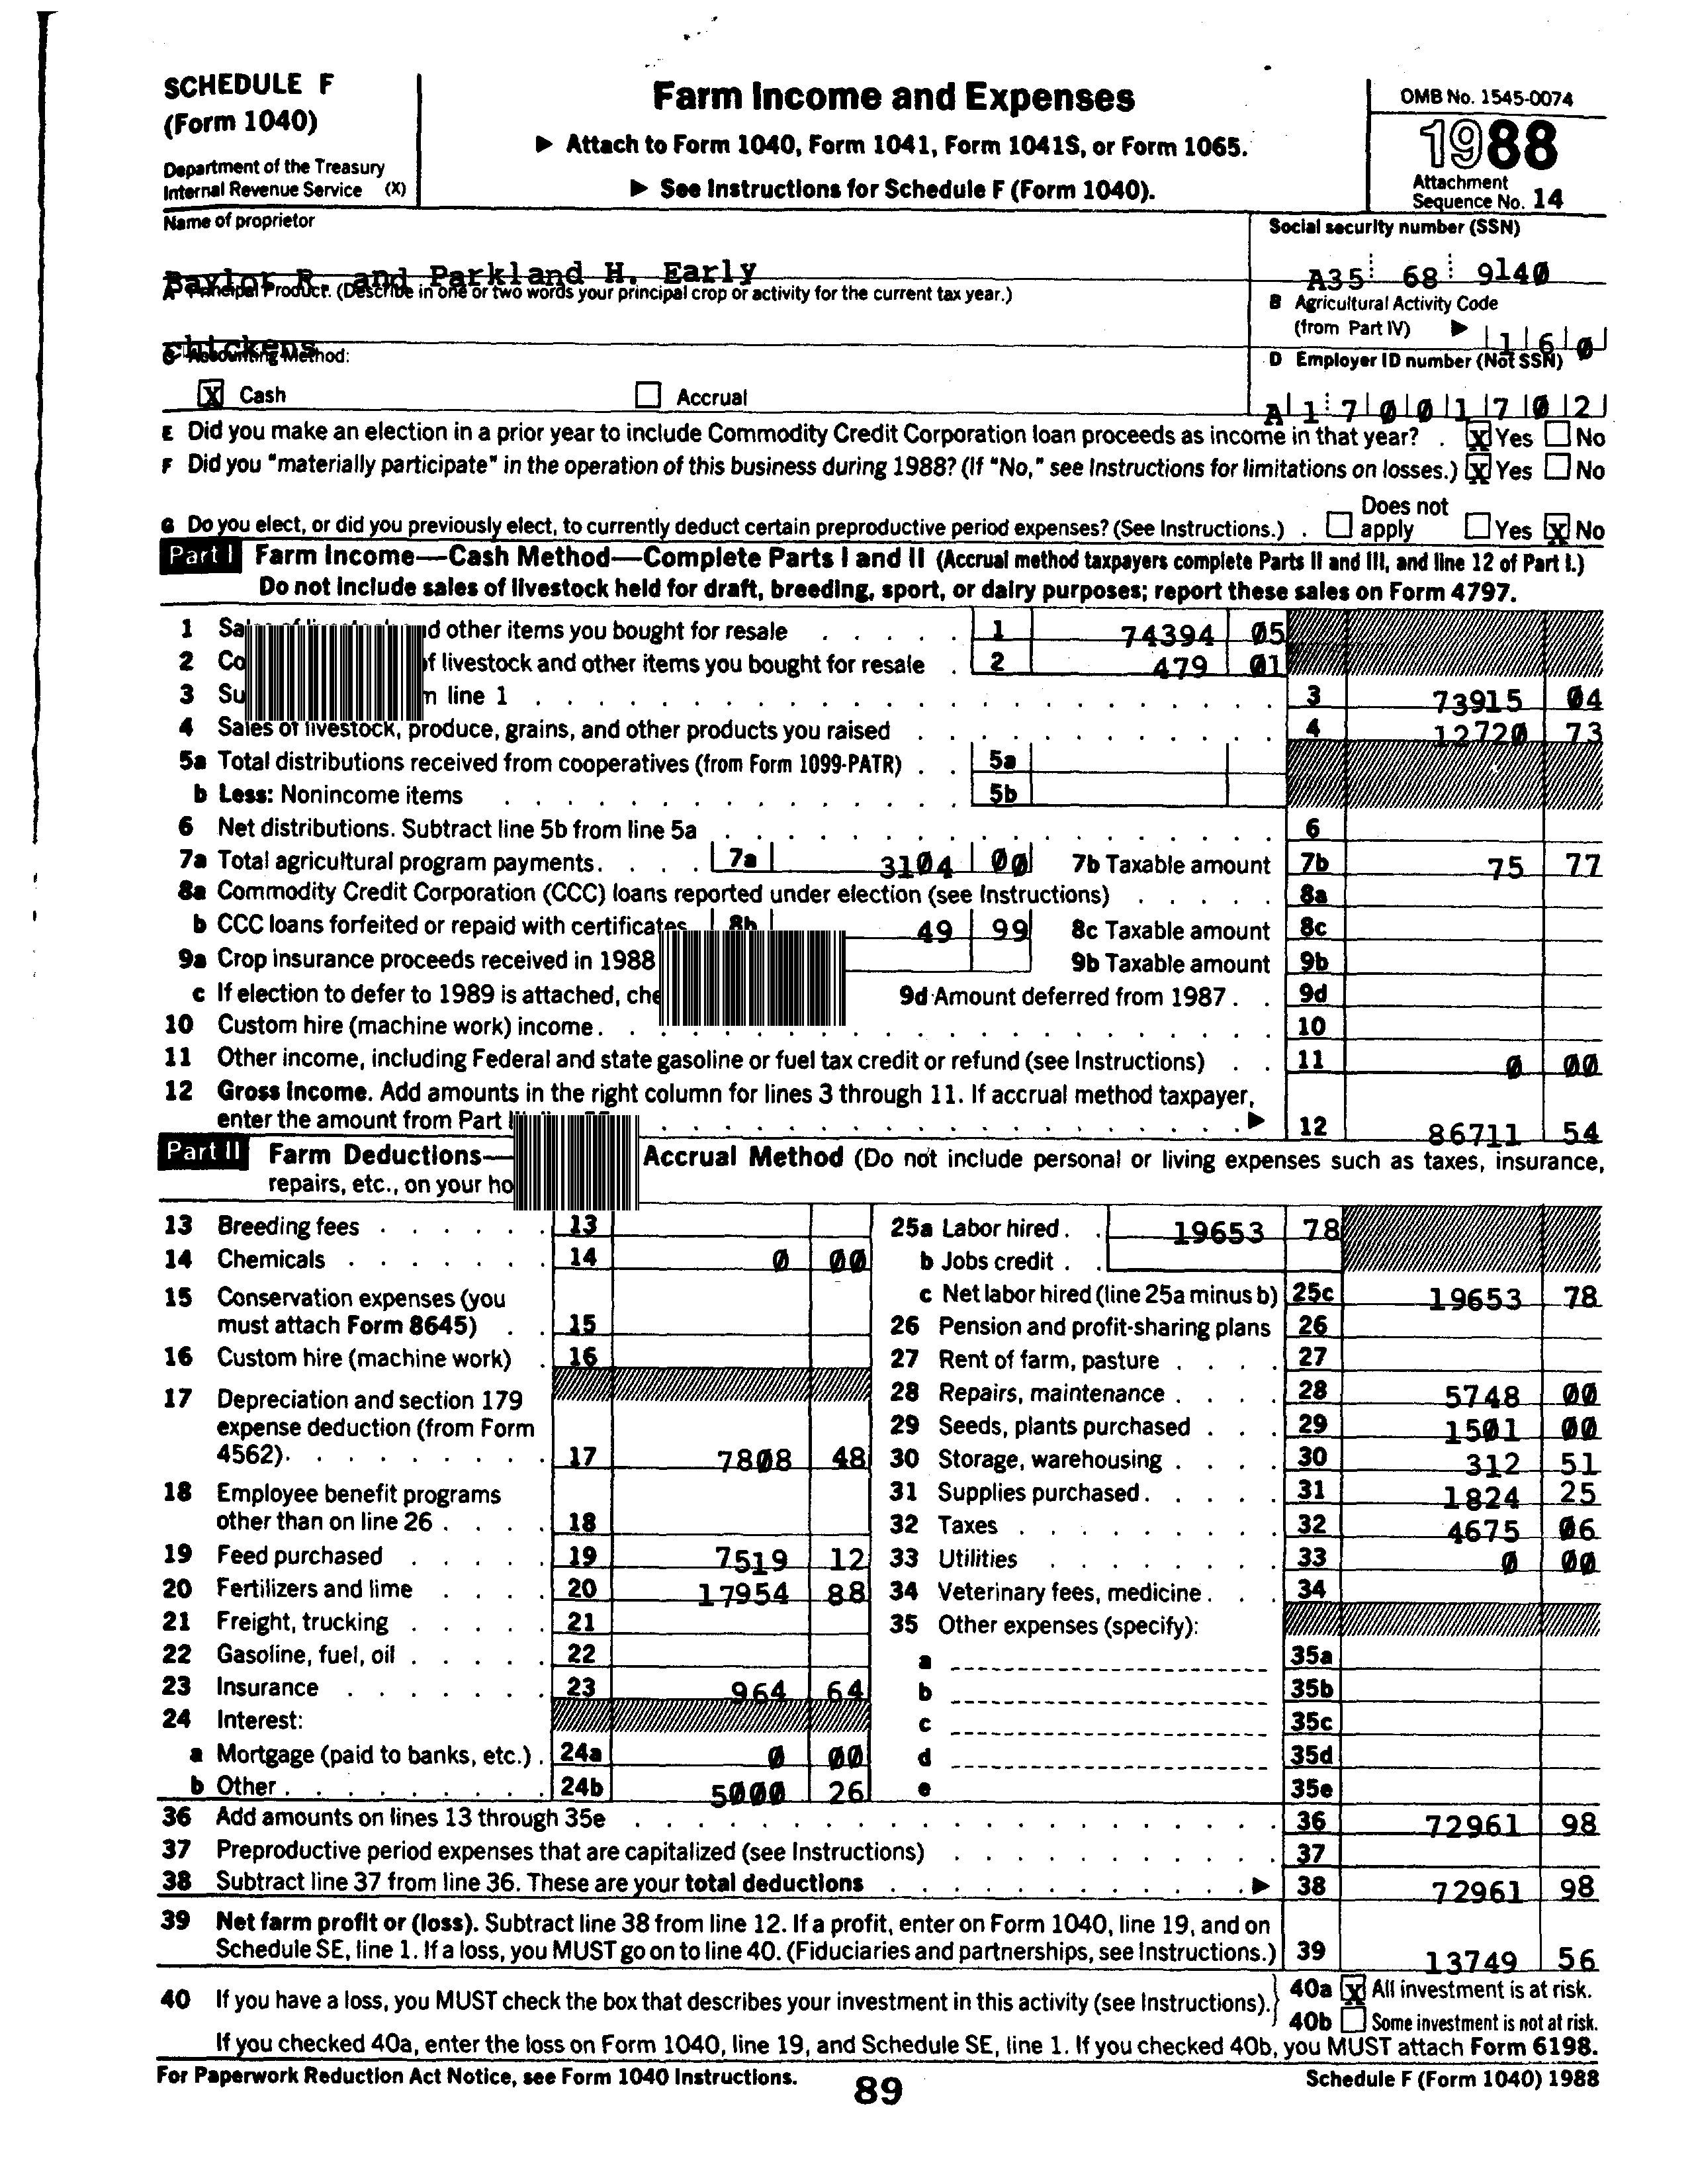 SCHEDULE F
(Form 1040)
Department of the Treasury
Internal Revenue Service (X)
Farm Income and Expenses
▶ Attach to Form 1040, Form 1041, Form 1041S, or Form 1065.
▶ See Instructions for Schedule F (Form 1040).
OMB No. 1545-0074
1988
Attachment
Sequence No. 14
Name of proprietor
Baylor R. and Parkland H. Early
Social security number (SSN)
A35 68 9140
A Principal Product. (Describe in one or two words your principal crop or activity for the current tax year.)
chickens
B Agricultural Activity Code
(from Part IV) ▶ 1 6 0
C Accounting Method:
X Cash Accrual
D Employer ID number (Not SSN)
A 1 7 0 0 1 7 0 2
E Did you make an election in a prior year to include Commodity Credit Corporation loan proceeds as income in that year? . X Yes No
F Did you "materially participate" in the operation of this business during 1988? (If "No," see Instructions for limitations on losses.) X Yes No
G Do you elect, or did you previously elect, to currently deduct certain preproductive period expenses? (See Instructions.) . Does not apply Yes X No
Part I Farm Income—Cash Method—Complete Parts I and II (Accrual method taxpayers complete Parts II and III, and line 12 of Part I.)
Do not include sales of livestock held for draft, breeding, sport, or dairy purposes; report these sales on Form 4797.
1 Sa d other items you bought for resale 1 74394 05
2 Co of livestock and other items you bought for resale 2 479 01
3 Su m line 1 3 73915 04
4 Sales of livestock, produce, grains, and other products you raised 4 12720 73
5a Total distributions received from cooperatives (from Form 1099-PATR) 5a
b Less: Nonincome items 5b
6 Net distributions. Subtract line 5b from line 5a 6
7a Total agricultural program payments. 7a 3104 00 7b Taxable amount 7b 75 77
8a Commodity Credit Corporation (CCC) loans reported under election (see Instructions) 8a
b CCC loans forfeited or repaid with certificates 8b 49 99 8c Taxable amount 8c
9a Crop insurance proceeds received in 1988 9b Taxable amount 9b
c If election to defer to 1989 is attached, che 9d Amount deferred from 1987 9d
10 Custom hire (machine work) income 10
11 Other income, including Federal and state gasoline or fuel tax credit or refund (see Instructions) 11 0 00
12 Gross income. Add amounts in the right column for lines 3 through 11. If accrual method taxpayer,
enter the amount from Part ▶ 12 86711 54
Part II Farm Deductions— Accrual Method (Do not include personal or living expenses such as taxes, insurance,
repairs, etc., on your ho
13 Breeding fees 13
14 Chemicals 14 0 00
15 Conservation expenses (you
must attach Form 8645) 15
16 Custom hire (machine work) 16
17 Depreciation and section 179
expense deduction (from Form
4562) 17 7808 48
18 Employee benefit programs
other than on line 26 18
19 Feed purchased 19 7519 12
20 Fertilizers and lime 20 17954 88
21 Freight, trucking 21
22 Gasoline, fuel, oil 22
23 Insurance 23 964 64
24 Interest:
a Mortgage (paid to banks, etc.) 24a 0 00
b Other 24b 5000 26
25a Labor hired 19653 78
b Jobs credit
c Net labor hired (line 25a minus b) 25c 19653 78
26 Pension and profit-sharing plans 26
27 Rent of farm, pasture 27
28 Repairs, maintenance 28 5748 00
29 Seeds, plants purchased 29 1501 00
30 Storage, warehousing 30 312 51
31 Supplies purchased 31 1824 25
32 Taxes 32 4675 06
33 Utilities 33 0 00
34 Veterinary fees, medicine 34
35 Other expenses (specify):
a 35a
b 35b
c 35c
d 35d
e 35e
36 Add amounts on lines 13 through 35e 36 72961 98
37 Preproductive period expenses that are capitalized (see Instructions) 37
38 Subtract line 37 from line 36. These are your total deductions ▶ 38 72961 98
39 Net farm profit or (loss). Subtract line 38 from line 12. If a profit, enter on Form 1040, line 19, and on
Schedule SE, line 1. If a loss, you MUST go on to line 40. (Fiduciaries and partnerships, see Instructions.) 39 13749 56
40 If you have a loss, you MUST check the box that describes your investment in this activity (see Instructions). 40a X All investment is at risk.
40b Some investment is not at risk.
If you checked 40a, enter the loss on Form 1040, line 19, and Schedule SE, line 1. If you checked 40b, you MUST attach Form 6198.
For Paperwork Reduction Act Notice, see Form 1040 Instructions.
89
Schedule F (Form 1040) 1988